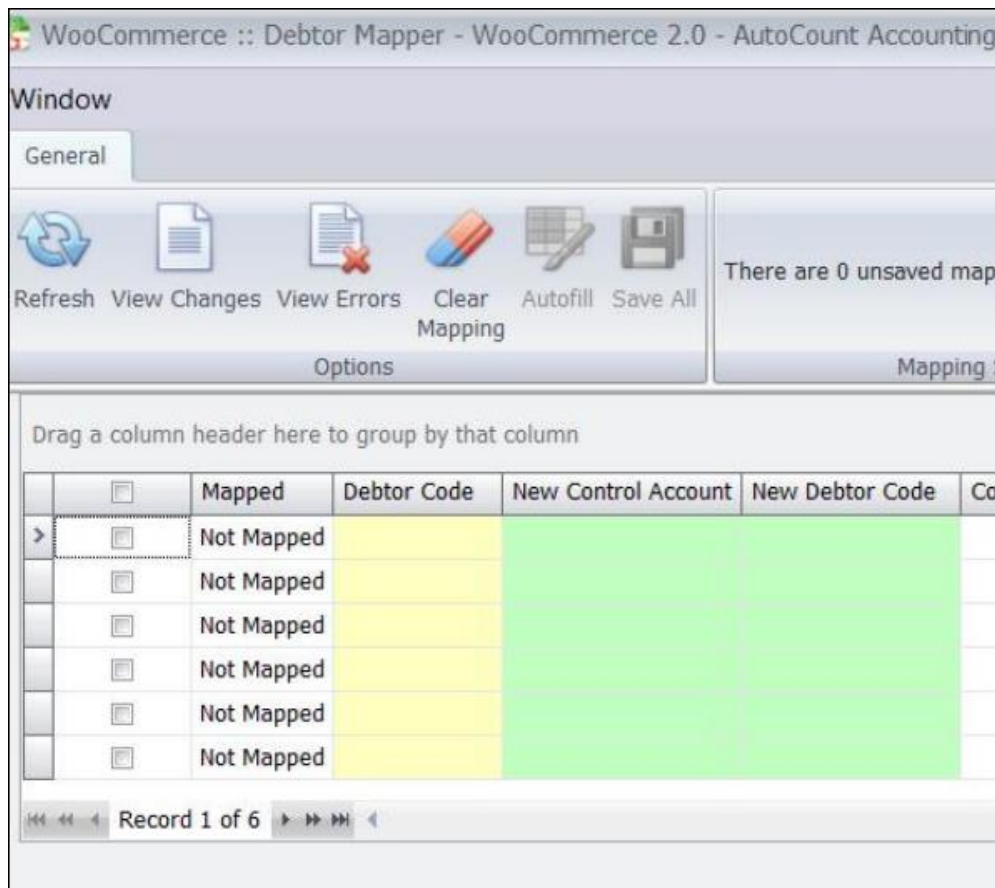 WooCommerce :: Debtor Mapper - WooCommerce 2.0 - AutoCount Accounting
Window
General
Refresh View Changes View Errors Clear Mapping Autofill Save All
There are 0 unsaved map
Options
Mapping
Drag a column header here to group by that column
Mapped Debtor Code New Control Account New Debtor Code Co
Not Mapped
Not Mapped
Not Mapped
Not Mapped
Not Mapped
Not Mapped
Record 1 of 6